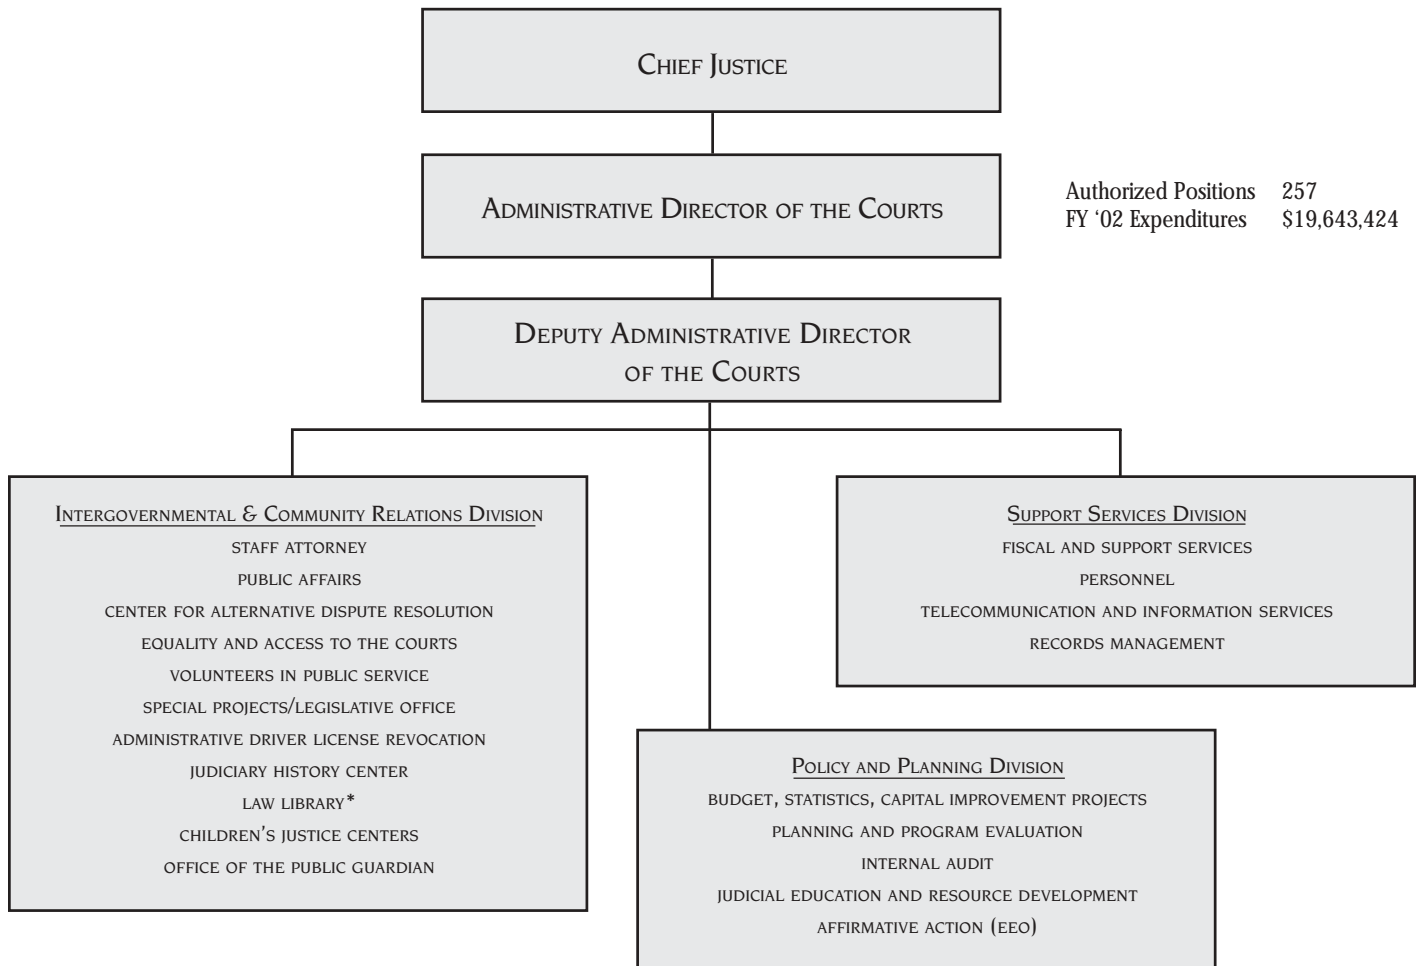 Chief Justice
Administrative Director of the Courts
Authorized Positions 257
FY ‘02 Expenditures $19,643,424
Deputy Administrative Director
of the Courts
Intergovernmental & Community Relations Division
staff attorney
public affairs
center for alternative dispute resolution
equality and access to the courts
volunteers in public service
special projects/legislative office
administrative driver license revocation
judiciary history center
law library*
children's justice centers
office of the public guardian
Support Services Division
fiscal and support services
personnel
telecommunication and information services
records management
Policy and Planning Division
budget, statistics, capital improvement projects
planning and program evaluation
internal audit
judicial education and resource development
affirmative action (eeo)